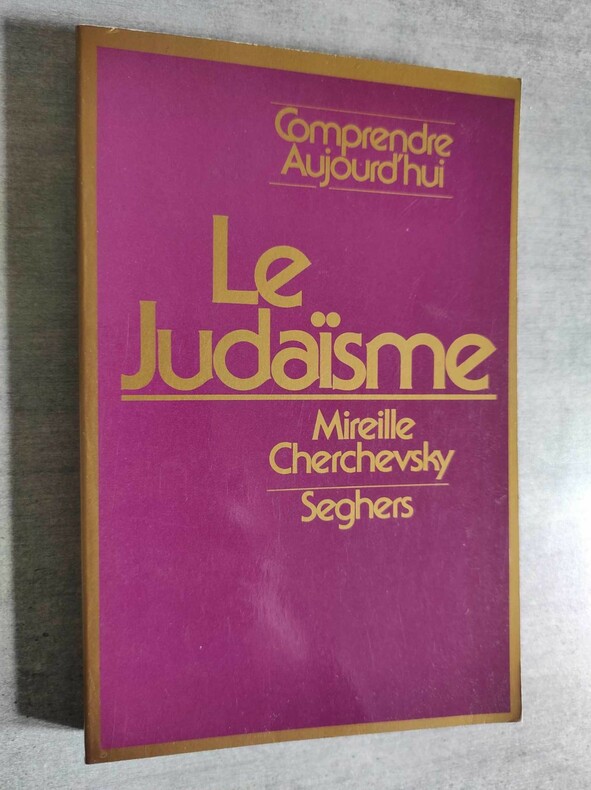 Comprendre
Aujourd'hui
Le
Judaïsme
Mireille
Cherchevsky
Seghers